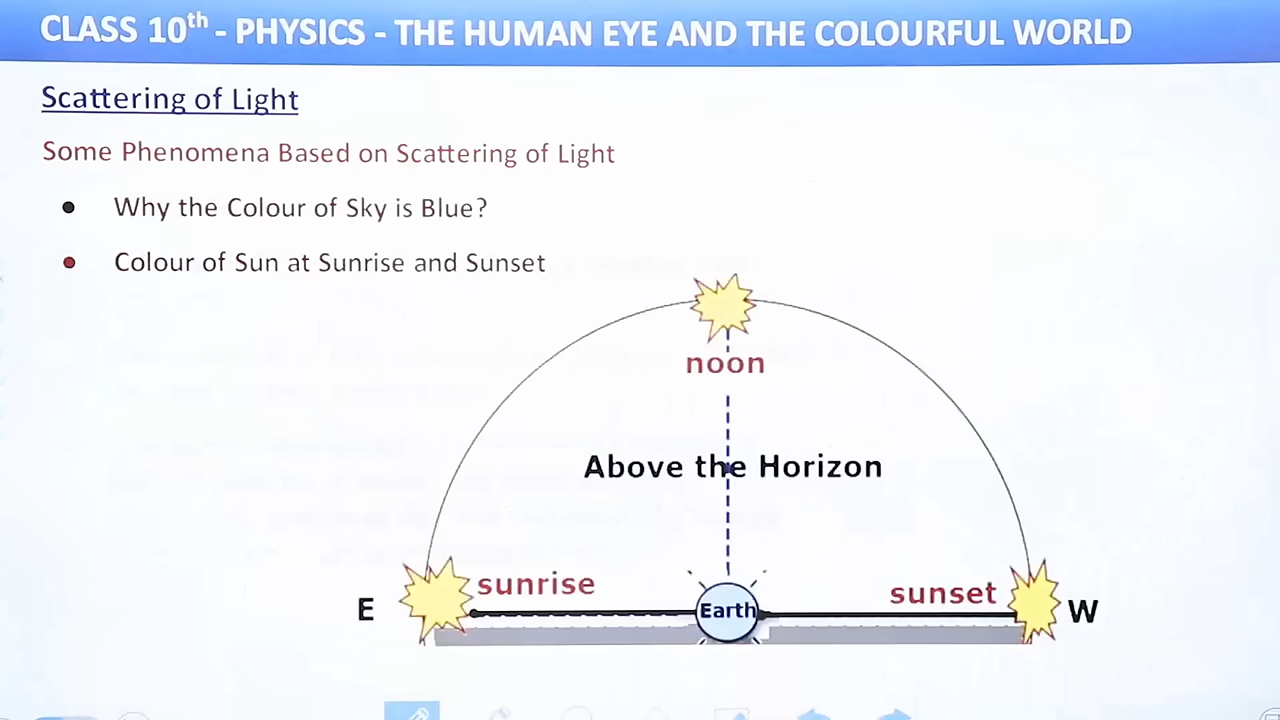 CLASS 10th - PHYSICS - THE HUMAN EYE AND THE COLOURFUL WORLD
Scattering of Light
Some Phenomena Based on Scattering of Light
• Why the Colour of Sky is Blue?
• Colour of Sun at Sunrise and Sunset
noon
Above the Horizon
sunrise
sunset
E
Earth
W